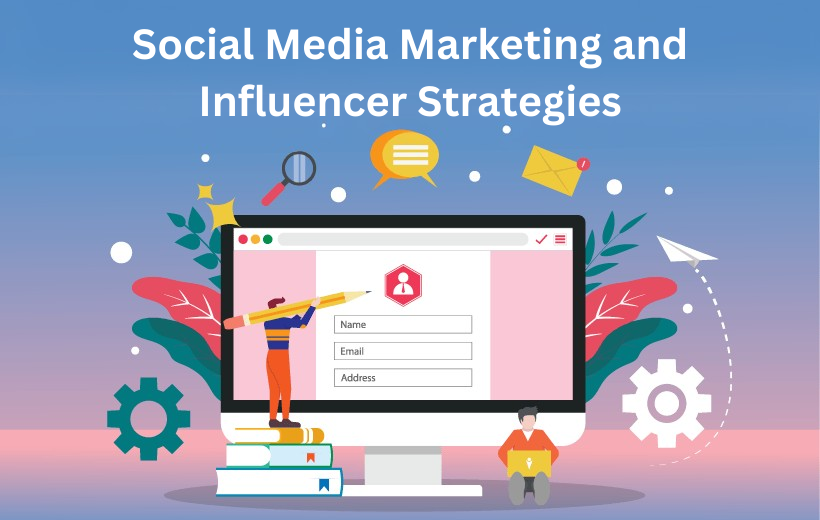 Social Media Marketing and
Influencer Strategies
Name
Email
Address